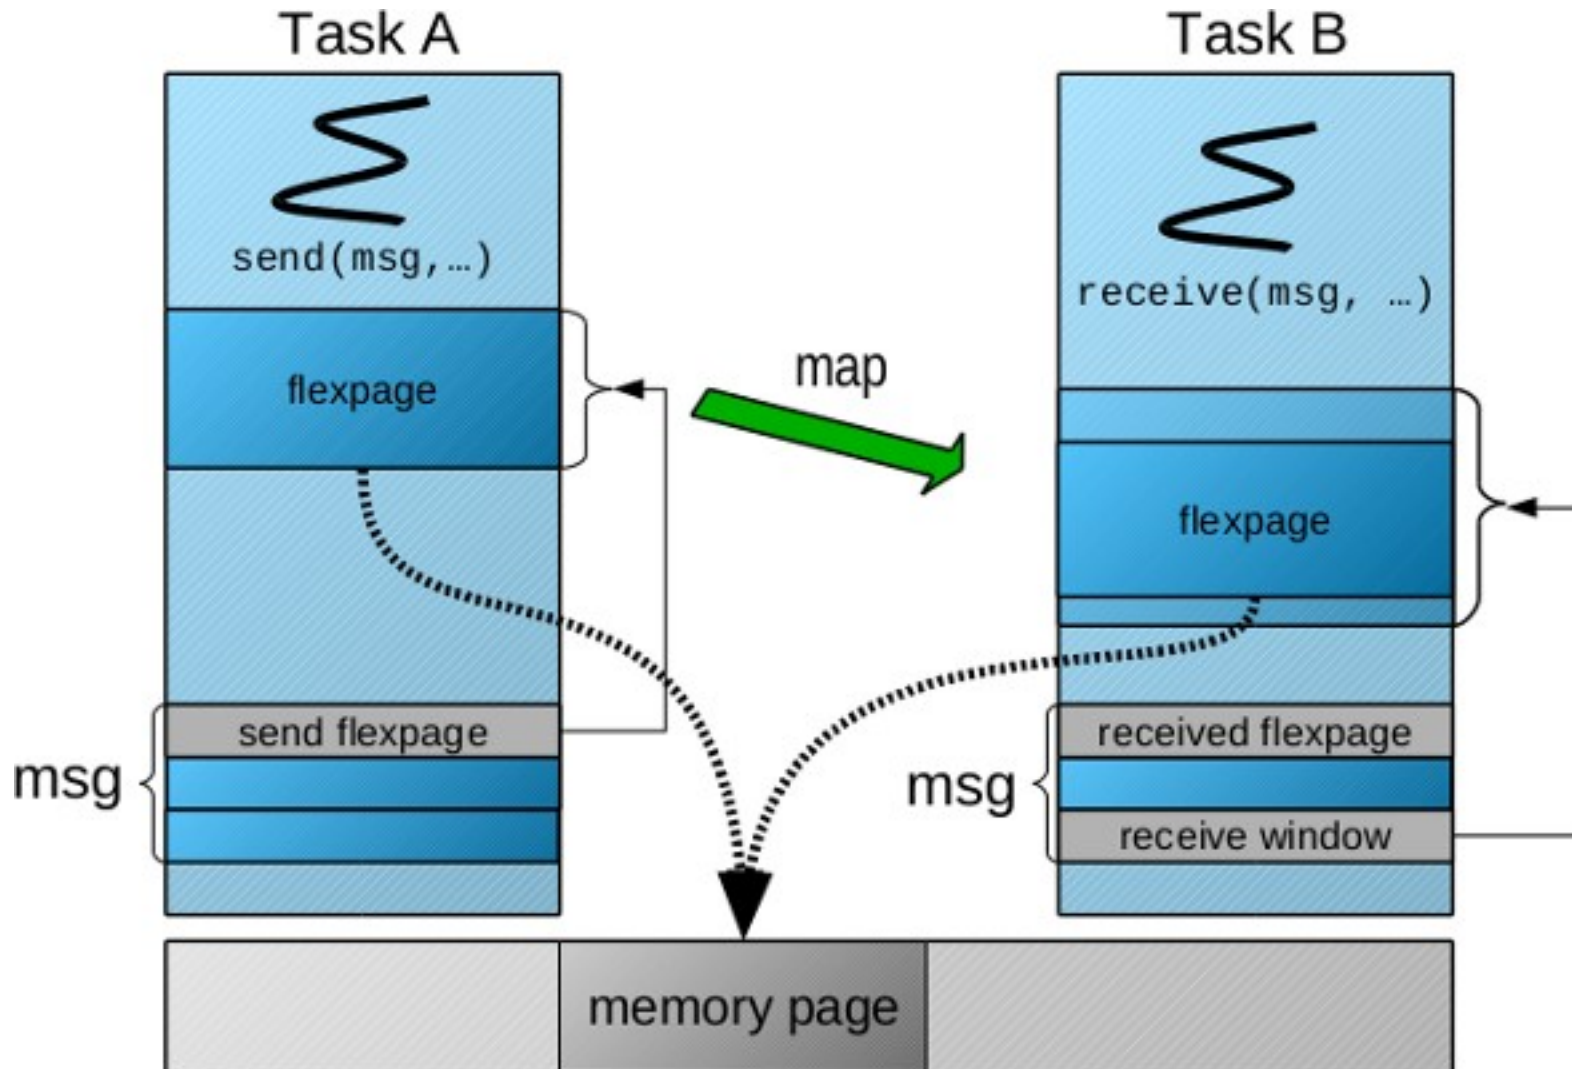 Task A
Task B
send(msg,…)
receive(msg, …)
map
flexpage
flexpage
send flexpage
received flexpage
msg
msg
receive window
memory page